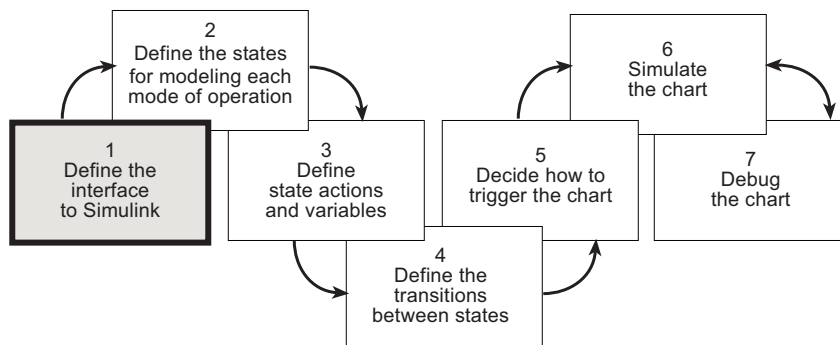 1
Define the
interface
to Simulink
2
Define the states
for modeling each
mode of operation
3
Define
state actions
and variables
4
Define the
transitions
between states
5
Decide how to
trigger the chart
6
Simulate
the chart
7
Debug
the chart